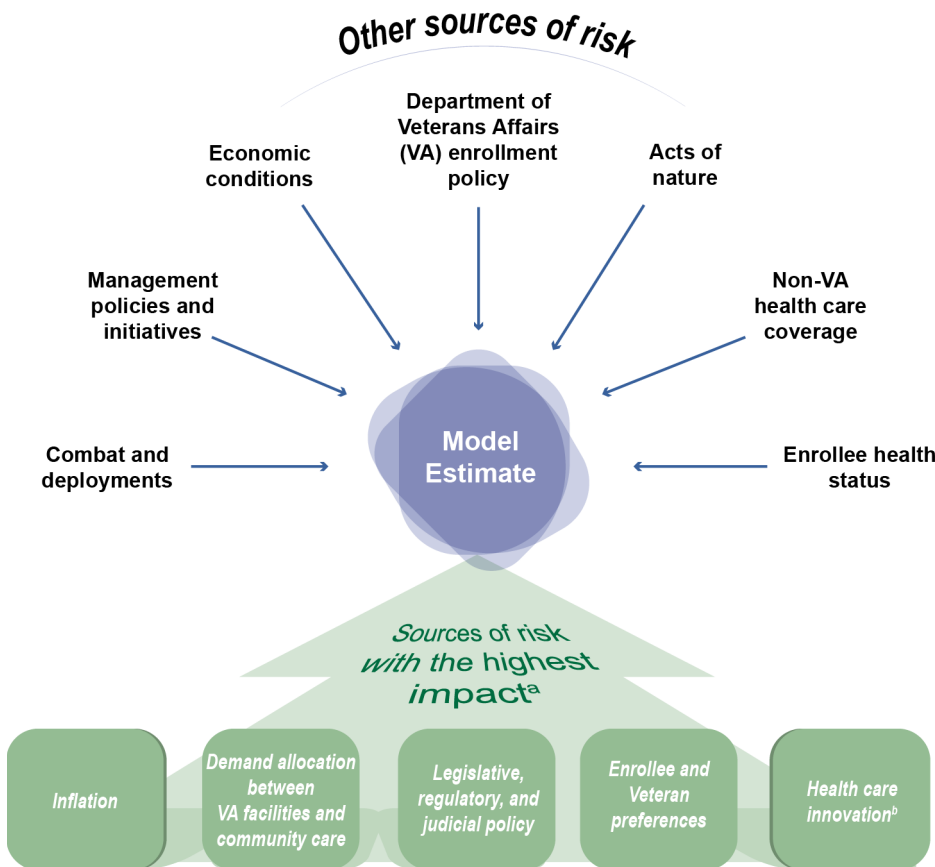 Other sources of risk
Department of
Veterans Affairs
(VA) enrollment
policy
Economic
conditions
Acts of
nature
Management
policies and
initiatives
Non-VA
health care
coverage
Combat and
deployments
Model
Estimate
Enrollee health
status
Sources of risk
with the highest
impactᵃ
Inflation
Demand allocation
between
VA facilities and
community care
Legislative,
regulatory, and
judicial policy
Enrollee and
Veteran
preferences
Health care
innovationᵇ